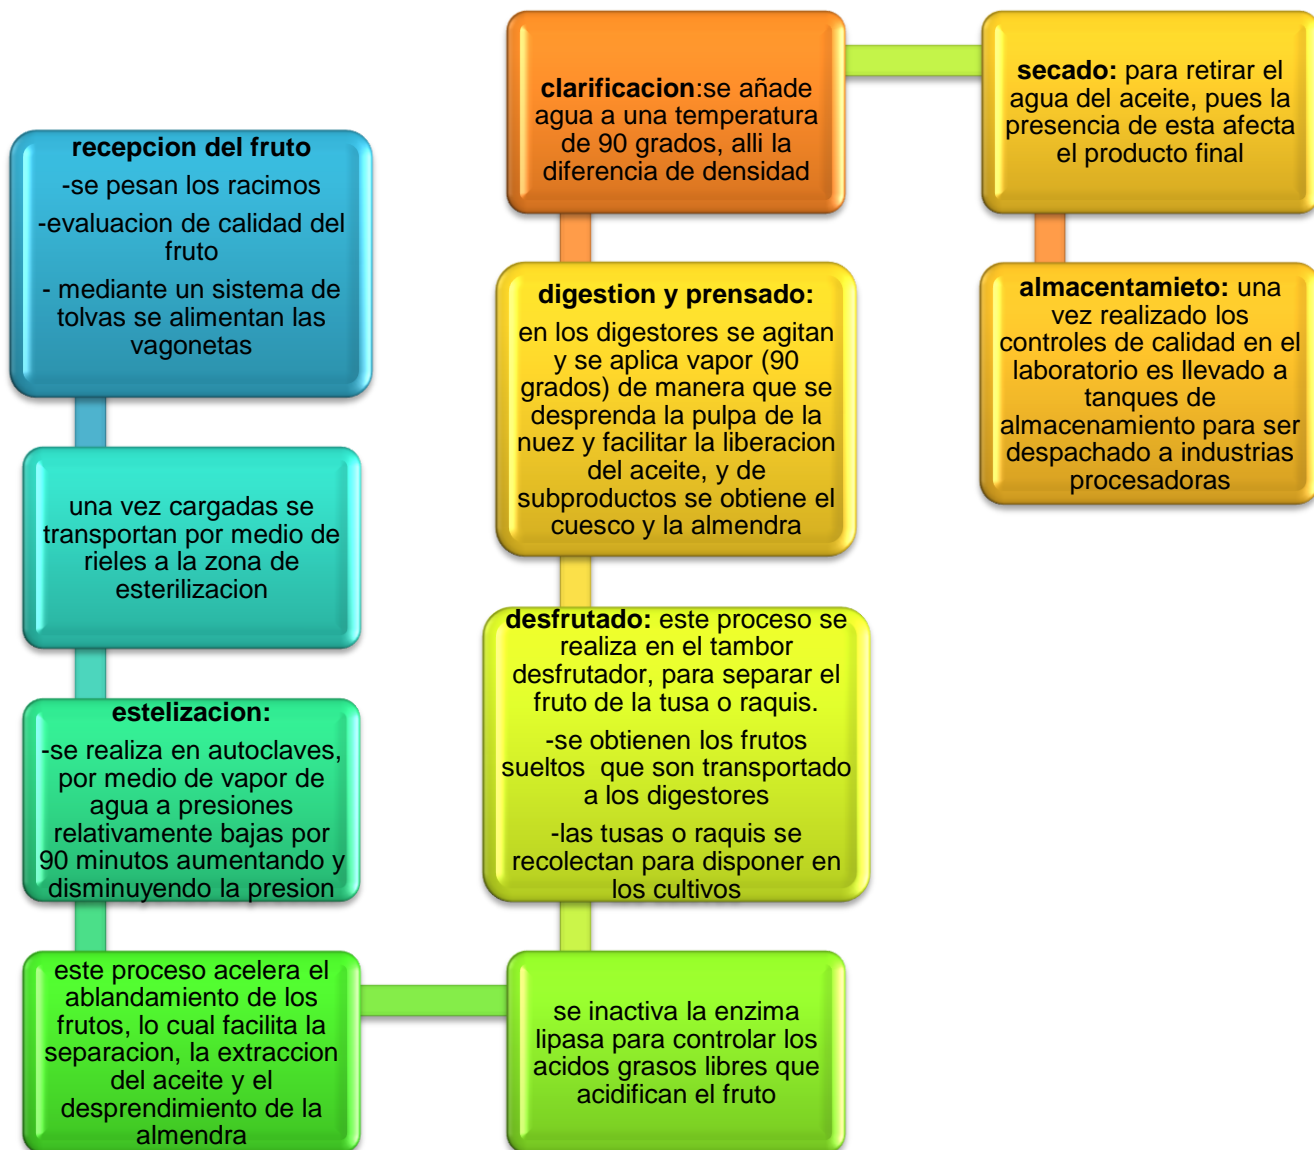 recepcion del fruto
-se pesan los racimos
-evaluacion de calidad del
fruto
- mediante un sistema de
tolvas se alimentan las
vagonetas
una vez cargadas se
transportan por medio de
rieles a la zona de
esterilizacion
estelizacion:
-se realiza en autoclaves,
por medio de vapor de
agua a presiones
relativamente bajas por
90 minutos aumentando y
disminuyendo la presion
este proceso acelera el
ablandamiento de los
frutos, lo cual facilita la
separacion, la extraccion
del aceite y el
desprendimiento de la
almendra
se inactiva la enzima
lipasa para controlar los
acidos grasos libres que
acidifican el fruto
desfrutado: este proceso se
realiza en el tambor
desfrutador, para separar el
fruto de la tusa o raquis.
-se obtienen los frutos
sueltos que son transportado
a los digestores
-las tusas o raquis se
recolectan para disponer en
los cultivos
digestion y prensado:
en los digestores se agitan
y se aplica vapor (90
grados) de manera que se
desprenda la pulpa de la
nuez y facilitar la liberacion
del aceite, y de
subproductos se obtiene el
cuesco y la almendra
clarificacion:se añade
agua a una temperatura
de 90 grados, alli la
diferencia de densidad
secado: para retirar el
agua del aceite, pues la
presencia de esta afecta
el producto final
almacentamieto: una
vez realizado los
controles de calidad en el
laboratorio es llevado a
tanques de
almacenamiento para ser
despachado a industrias
procesadoras